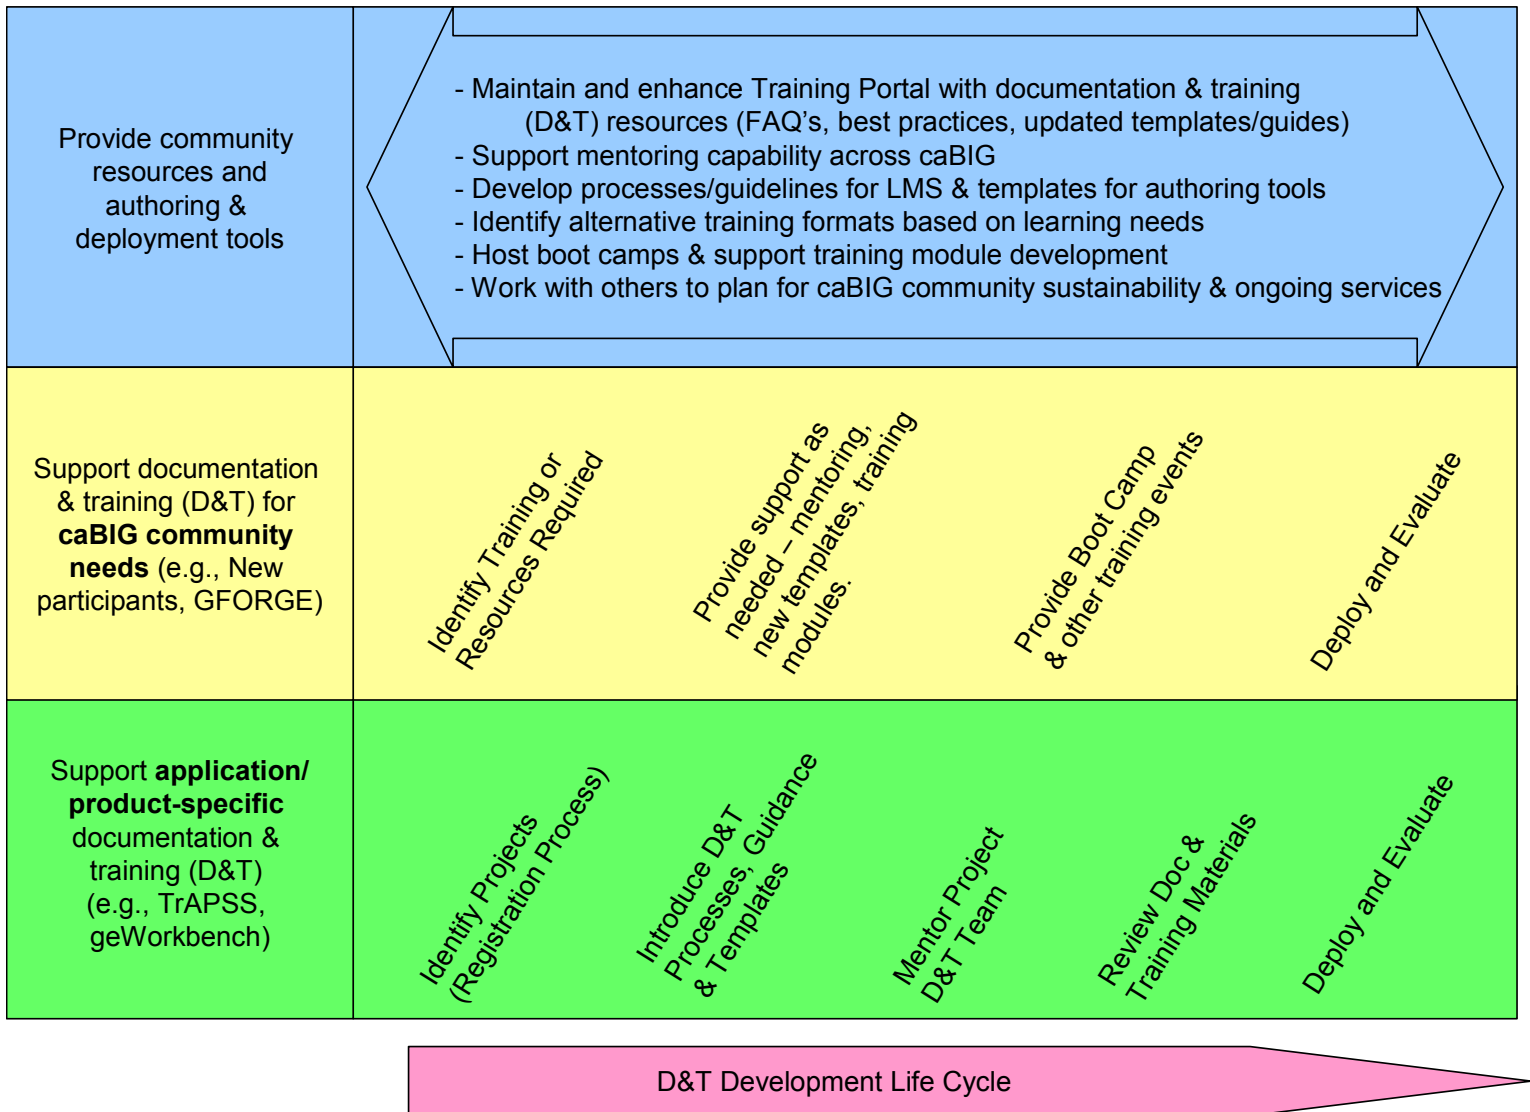 Provide community
resources and
authoring &
deployment tools
- Maintain and enhance Training Portal with documentation & training
(D&T) resources (FAQ's, best practices, updated templates/guides)
- Support mentoring capability across caBIG
- Develop processes/guidelines for LMS & templates for authoring tools
- Identify alternative training formats based on learning needs
- Host boot camps & support training module development
- Work with others to plan for caBIG community sustainability & ongoing services
Support documentation
& training (D&T) for
caBIG community
needs (e.g., New
participants, GFORGE)
Identify Training or
Resources Required
Provide support as
needed – mentoring,
new templates, training
modules.
Provide Boot Camp
& other training events
Deploy and Evaluate
Support application/
product-specific
documentation &
training (D&T)
(e.g., TrAPSS,
geWorkbench)
Identify Projects
(Registration Process)
Introduce D&T
Processes, Guidance
& Templates
Mentor Project
D&T Team
Review Doc &
Training Materials
Deploy and Evaluate
D&T Development Life Cycle